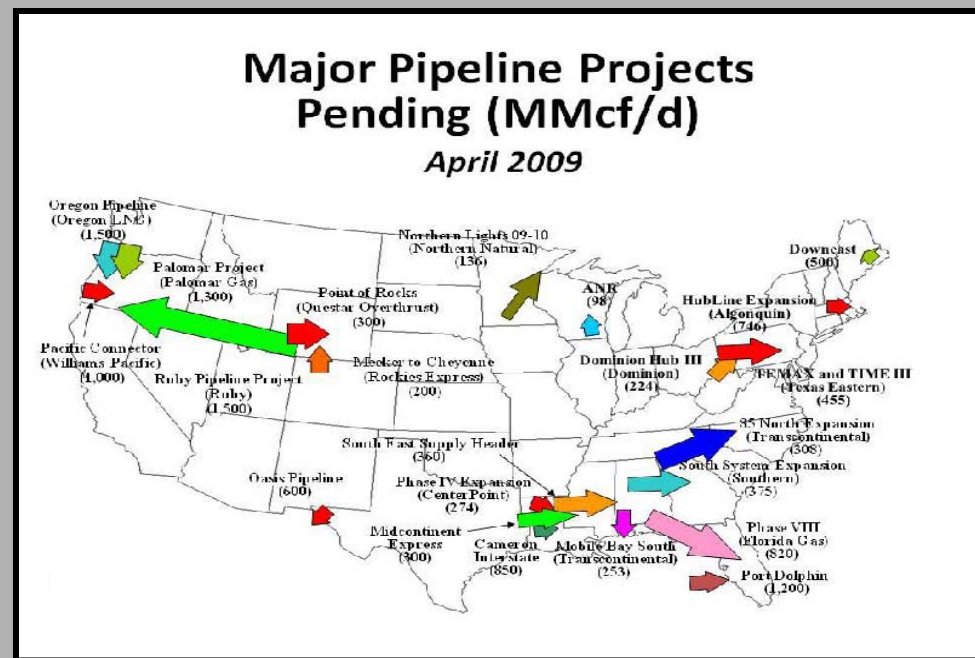 Major Pipeline Projects
Pending (MMcf/d)
April 2009
Oregon Pipeline
(Oregon LNG)
(1,500)
Palomar Project
(Palomar Gas)
(1,300)
Pacific Connector
(Williams Pacific)
(1,000)
Ruby Pipeline Project
(Ruby)
(1,500)
Point of Rocks
(Questar Overthrust)
(300)
Meeker to Cheyenne
(Rockies Express)
(200)
Northern Lights 09-10
(Northern Natural)
(136)
ANR
(98)
Downeast
(500)
HubLine Expansion
(Algonquin)
(746)
Dominion Hub III
(Dominion)
(224)
TEMAX and TIME III
(Texas Eastern)
(455)
85 North Expansion
(Transcontinental)
(308)
South East Supply Header
(360)
South System Expansion
(Southern)
(375)
Oasis Pipeline
(600)
Phase IV Expansion
(CenterPoint)
(274)
Midcontinent
Express
(300)
Cameron
Interstate
(850)
Mobile Bay South
(Transcontinental)
(253)
Phase VIII
(Florida Gas)
(820)
Port Dolphin
(1,200)